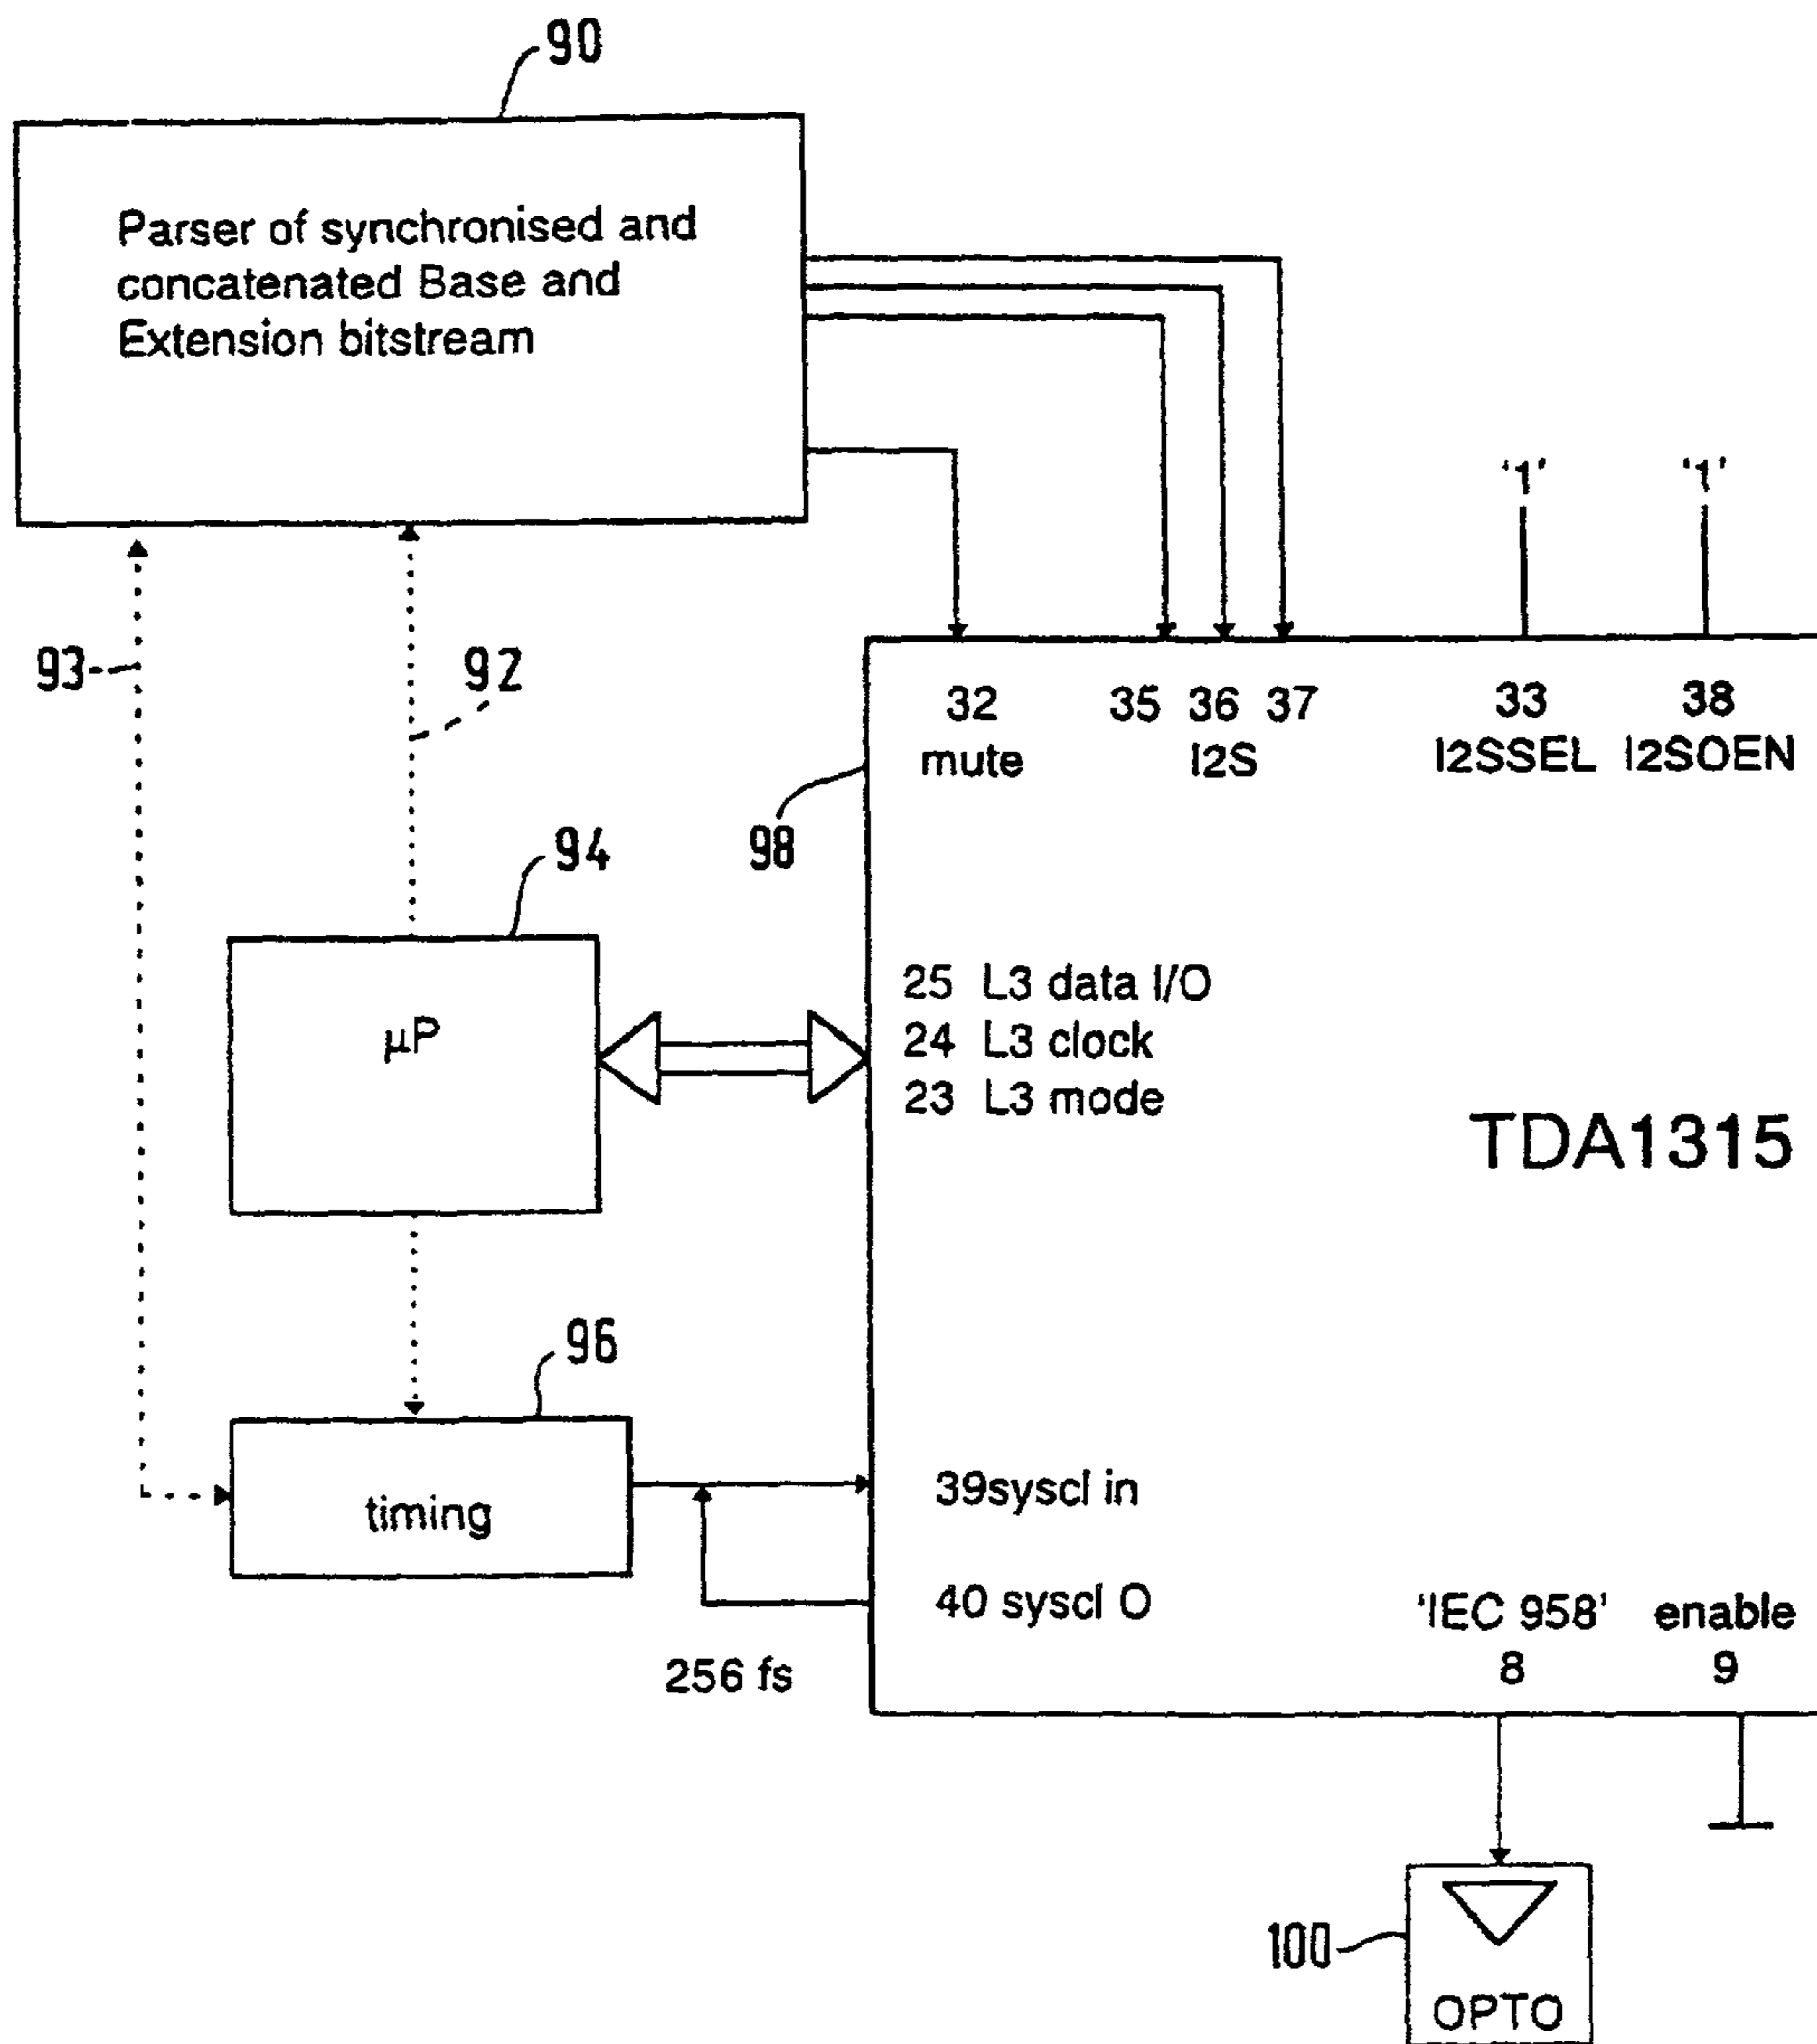 90
Parser of synchronised and
concatenated Base and
Extension bitstream
'1' '1'
93
92
32 35 36 37 33 38
mute I2S I2SSEL I2SOEN
98
94
µP
25 L3 data I/O
24 L3 clock
23 L3 mode
TDA1315
96
timing
39syscl in
40 syscl O
256 fs
'IEC 958' enable
8 9
100
OPTO